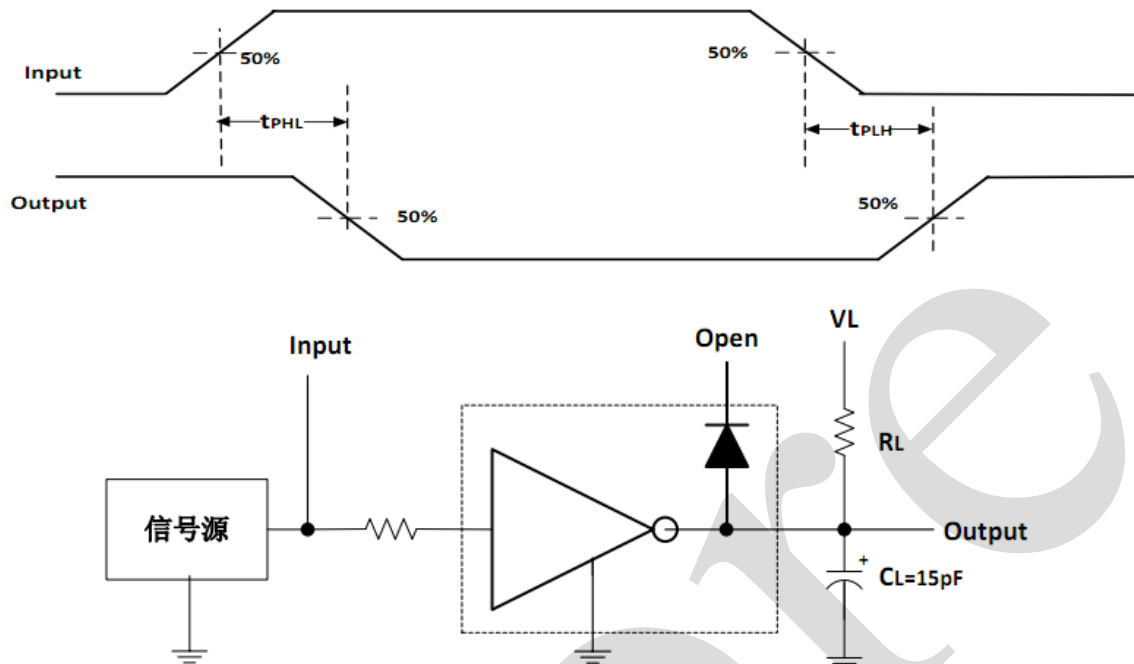 50%
50%
Input
tPHL
tPLH
Output
50%
50%
VL
Open
Input
RL
信号源
Output
+
CL=15pF